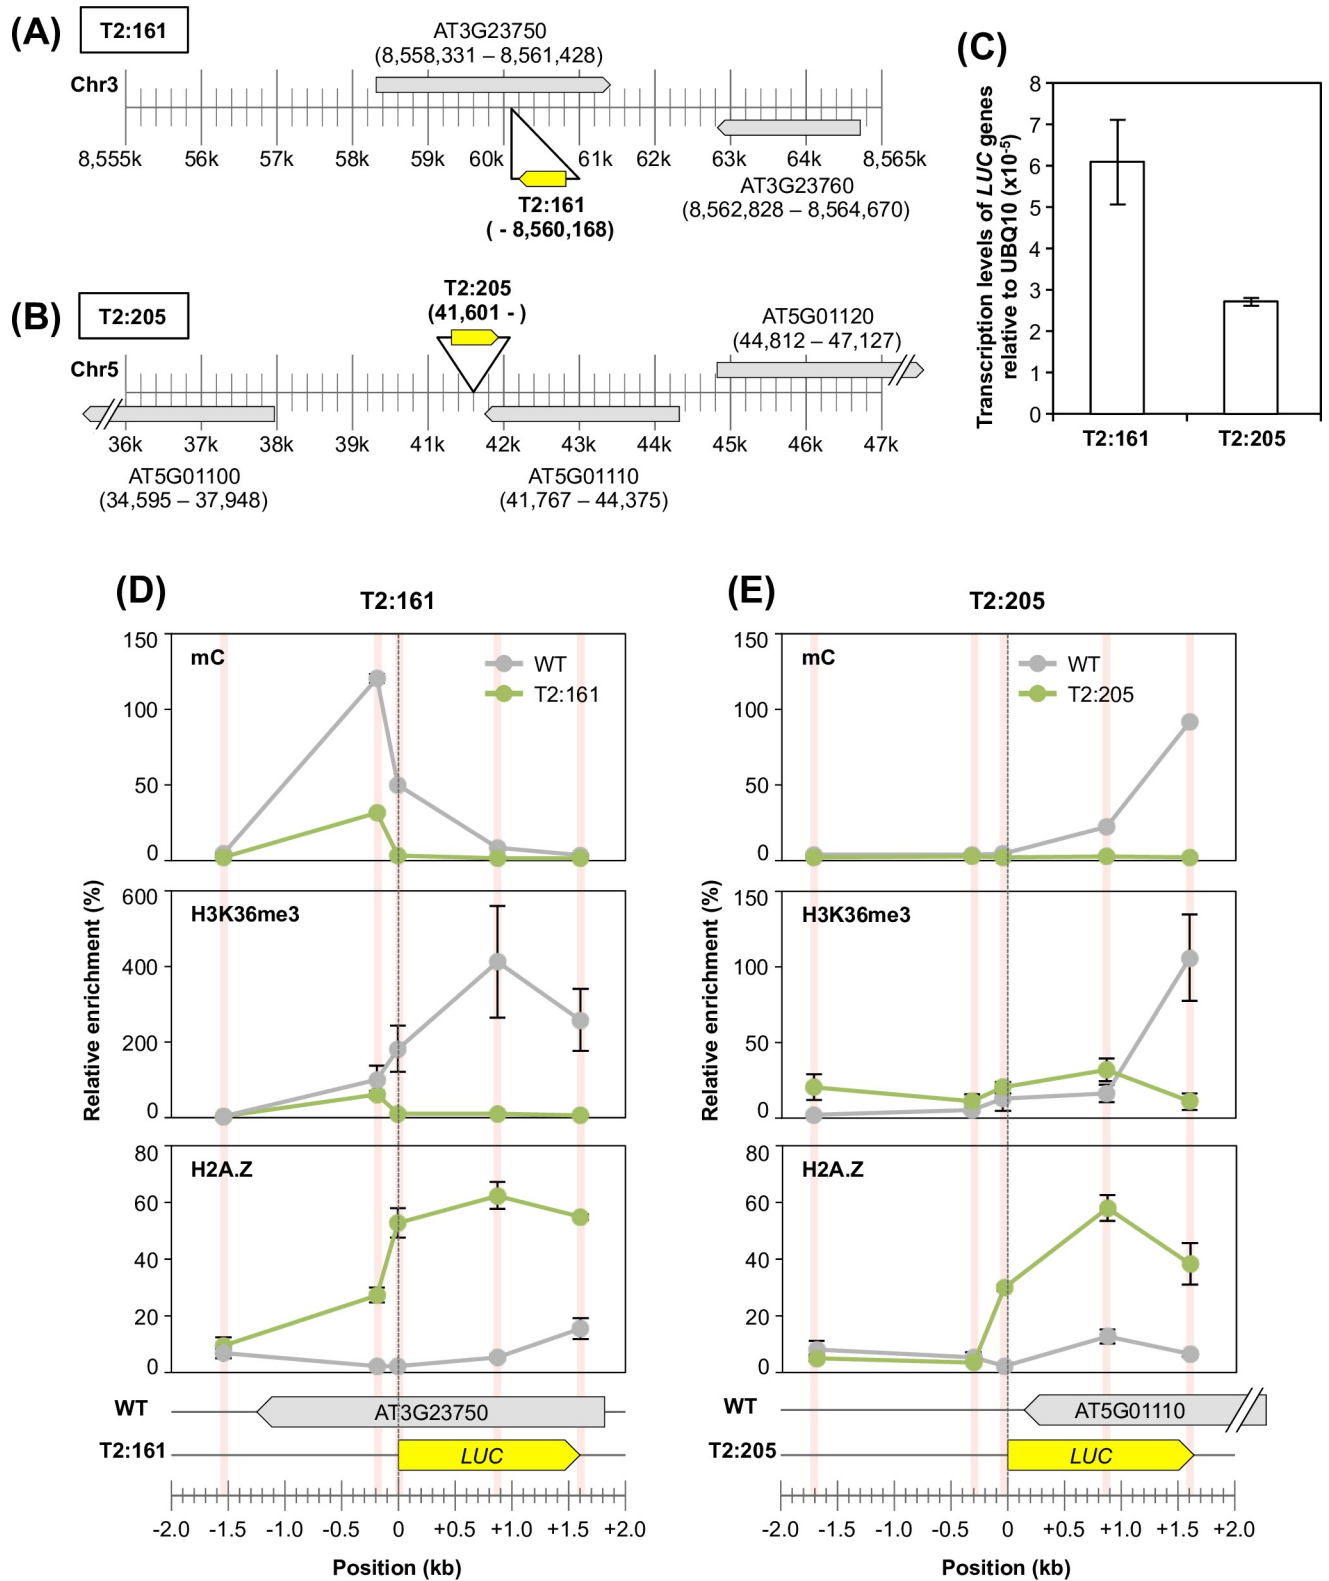 (A)
T2:161
AT3G23750
(8,558,331 – 8,561,428)
Chr3
8,555k 56k 57k 58k 59k 60k 61k 62k 63k 64k 8,565k
T2:161
( - 8,560,168)
AT3G23760
(8,562,828 – 8,564,670)
(B)
T2:205
T2:205
(41,601 - )
AT5G01120
(44,812 – 47,127)
Chr5
36k 37k 38k 39k 41k 42k 43k 44k 45k 46k 47k
AT5G01100
(34,595 – 37,948)
AT5G01110
(41,767 – 44,375)
(C)
Transcription levels of LUC genes
relative to UBQ10 (x10-5)
8
7
6
5
4
3
2
1
0
T2:161 T2:205
(D)
T2:161
mC
WT
T2:161
150
100
50
0
Relative enrichment (%)
H3K36me3
600
400
200
0
H2A.Z
80
60
40
20
0
WT
AT3G23750
T2:161
LUC
-2.0 -1.5 -1.0 -0.5 0 +0.5 +1.0 +1.5 +2.0
Position (kb)
(E)
T2:205
mC
WT
T2:205
150
100
50
0
Relative enrichment (%)
H3K36me3
150
100
50
0
H2A.Z
80
60
40
20
0
WT
AT5G01110
T2:205
LUC
-2.0 -1.5 -1.0 -0.5 0 +0.5 +1.0 +1.5 +2.0
Position (kb)